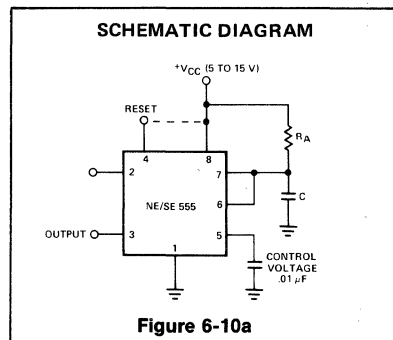 SCHEMATIC DIAGRAM
+VCC (5 TO 15 V)
RESET
RA
4
8
2
7
C
NE/SE 555
6
OUTPUT
3
5
1
CONTROL
VOLTAGE
.01 µF
Figure 6-10a